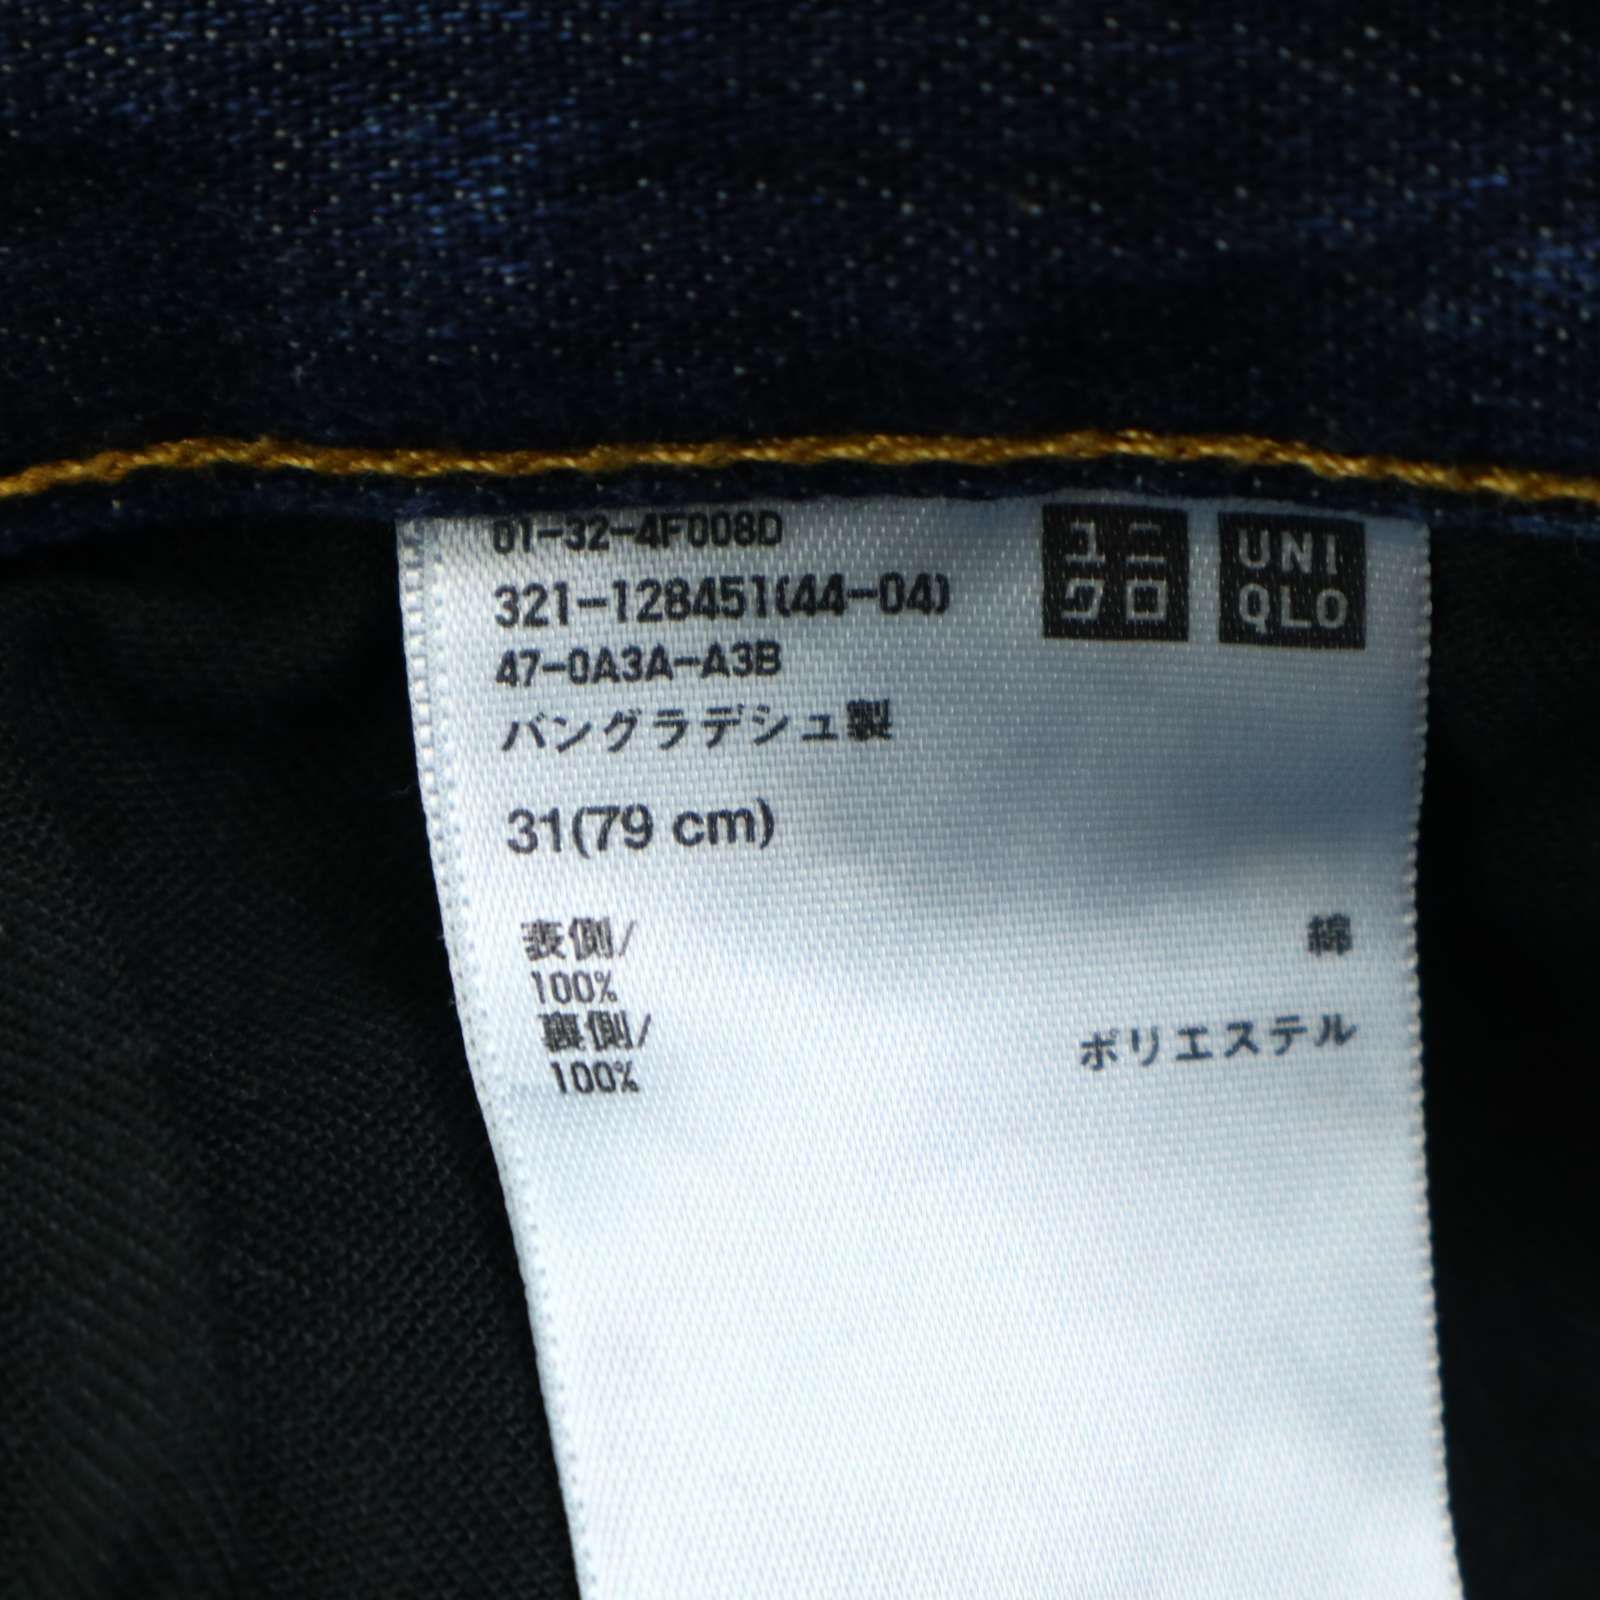 01-32-4F008D
321-128451(44-04)
47-0A3A-A3B
バングラデシュ製
ユニ
クロ
UNI
QLO
31(79 cm)
表側/ 綿
100%
裏側/ ポリエステル
100%